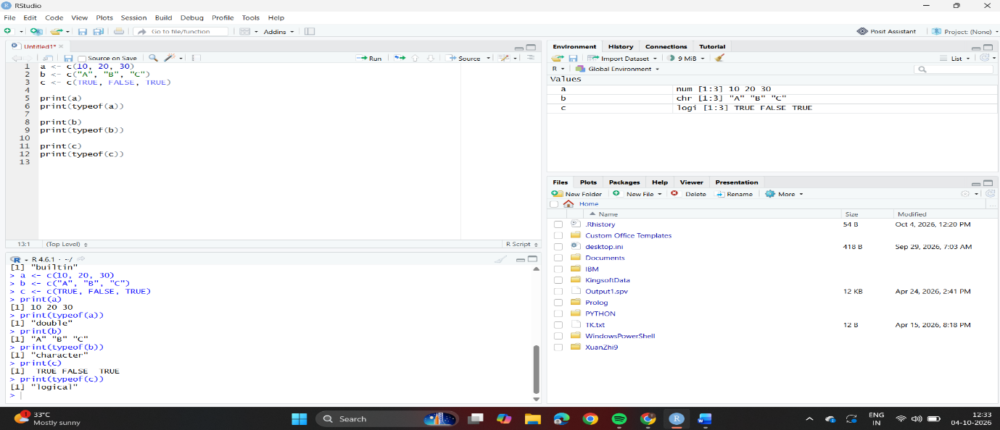 RStudio
File Edit Code View Plots Session Build Debug Profile Tools Help
Go to file/function Addins Posit Assistant Project: (None)
Untitled1*
Source on Save Run Source
1 a <- c(10, 20, 30)
2 b <- c("A", "B", "C")
3 c <- c(TRUE, FALSE, TRUE)
4
5 print(a)
6 print(typeof(a))
7
8 print(b)
9 print(typeof(b))
10
11 print(c)
12 print(typeof(c))
13
13:1 (Top Level) R Script
R 4.6.1 · ~/
[1] "builtin"
> a <- c(10, 20, 30)
> b <- c("A", "B", "C")
> c <- c(TRUE, FALSE, TRUE)
> print(a)
[1] 10 20 30
> print(typeof(a))
[1] "double"
> print(b)
[1] "A" "B" "C"
> print(typeof(b))
[1] "character"
> print(c)
[1]  TRUE FALSE  TRUE
> print(typeof(c))
[1] "logical"
>
Environment History Connections Tutorial
Import Dataset 9 MiB List
R Global Environment
Values
a num [1:3] 10 20 30
b chr [1:3] "A" "B" "C"
c logi [1:3] TRUE FALSE TRUE
Files Plots Packages Help Viewer Presentation
New Folder New File Delete Rename More
Home
Name Size Modified
.Rhistory 54 B Oct 4, 2026, 12:20 PM
Custom Office Templates
desktop.ini 418 B Sep 29, 2026, 7:03 AM
Documents
IBM
KingsoftData
Output1.spv 12 KB Apr 24, 2026, 2:41 PM
Prolog
PYTHON
TK.txt 12 B Apr 15, 2026, 8:18 PM
WindowsPowerShell
XuanZhi9
1 33°C
Mostly sunny
Search
ENG
IN
12:33
04-10-2026